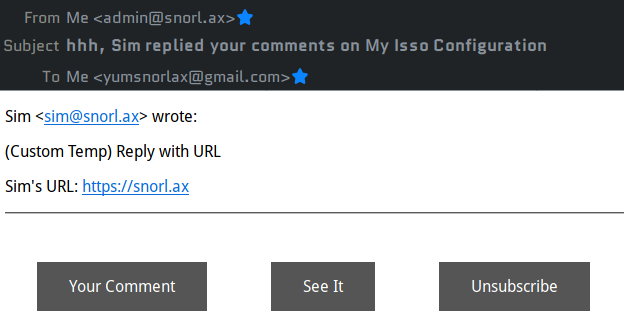 From Me <admin@snorl.ax>
Subject hhh, Sim replied your comments on My Isso Configuration
To Me <yumsnorlax@gmail.com>
Sim <sim@snorl.ax> wrote:
(Custom Temp) Reply with URL
Sim's URL: https://snorl.ax
Your Comment See It Unsubscribe